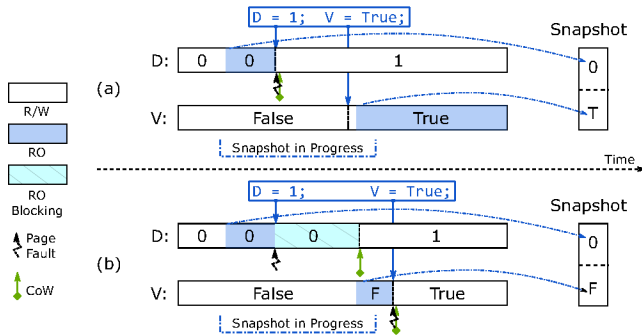 D = 1; V = True;
Snapshot
D: 0 0 1 0
(a)
V: False True T
Snapshot in Progress
R/W
RO
RO
Blocking
Page
Fault
CoW
Time
D = 1; V = True;
Snapshot
D: 0 0 0 1 0
(b)
V: False F True F
Snapshot in Progress